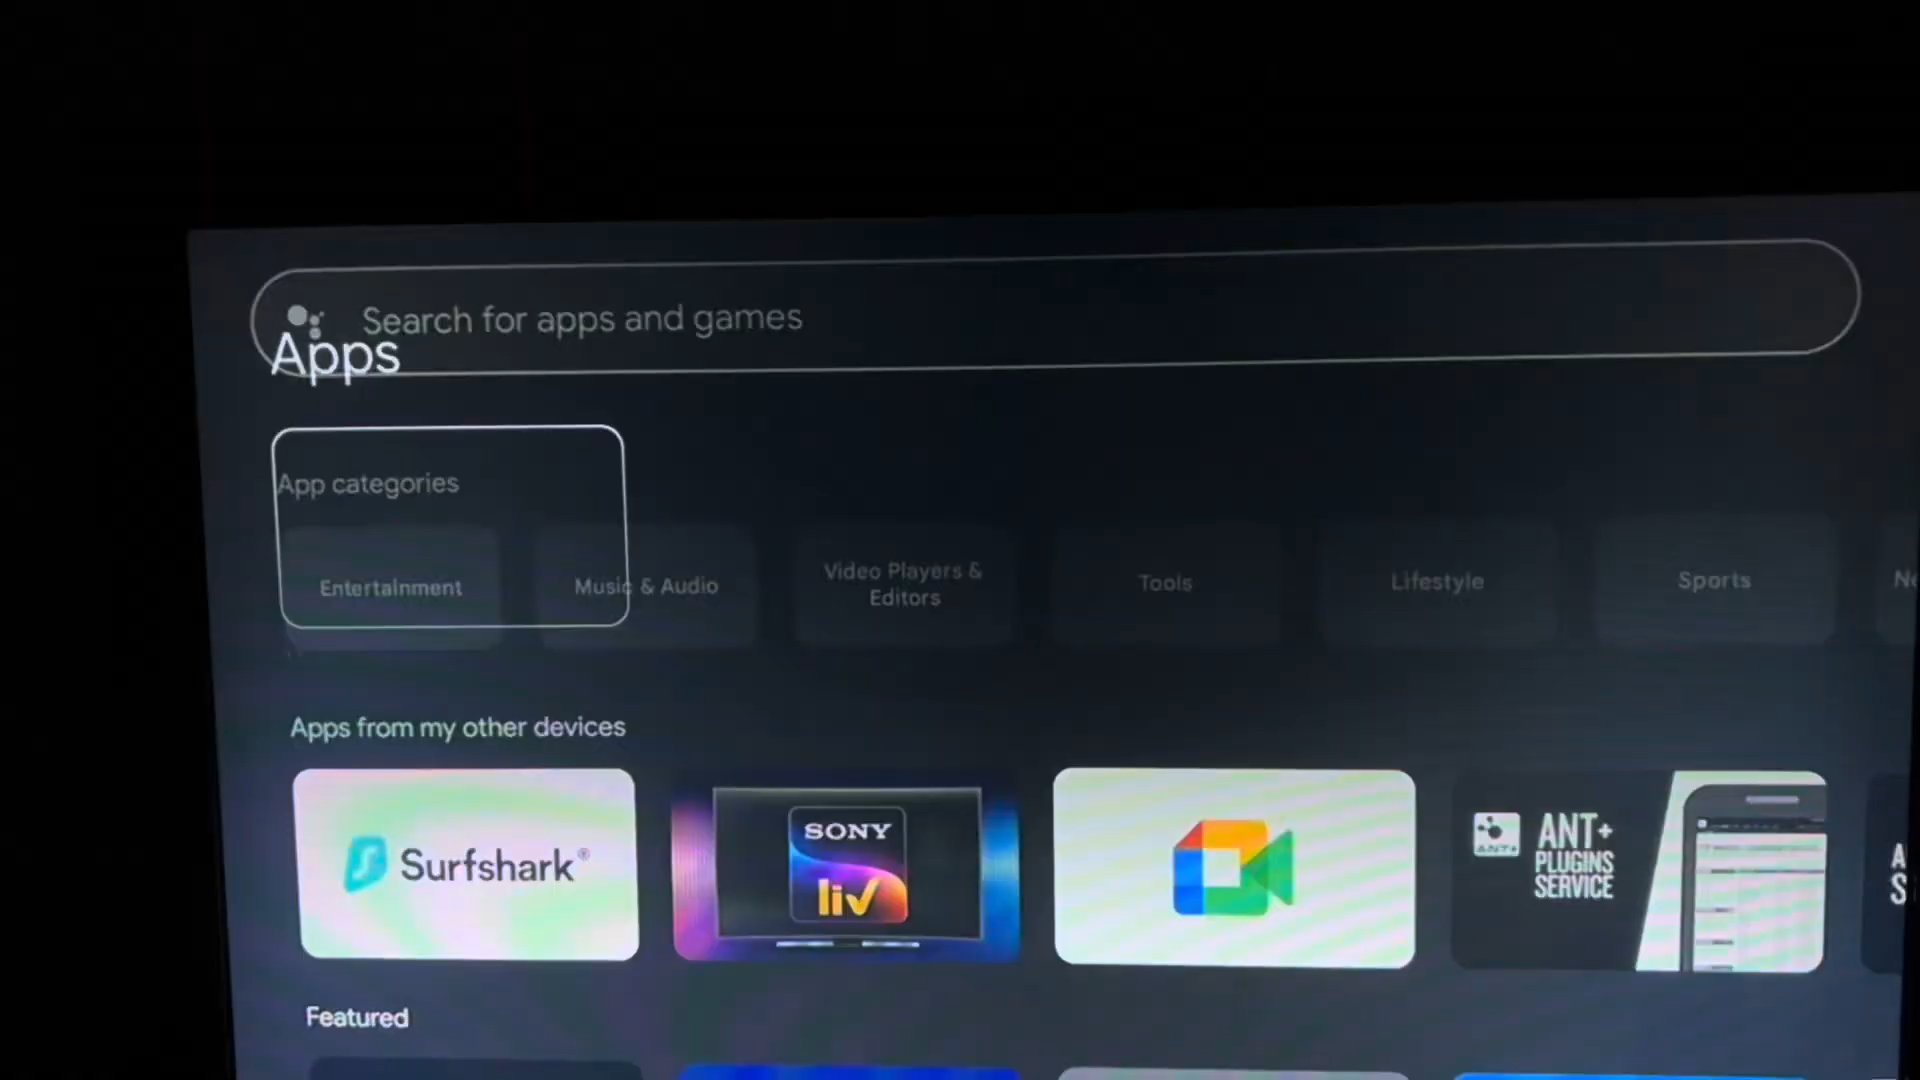 Search for apps and games
Apps
App categories
Entertainment
Music & Audio
Video Players &
Editors
Tools
Lifestyle
Sports
Apps from my other devices
Surfshark®
SONY
liv
ANT+
ANT+
PLUGINS
SERVICE
Featured